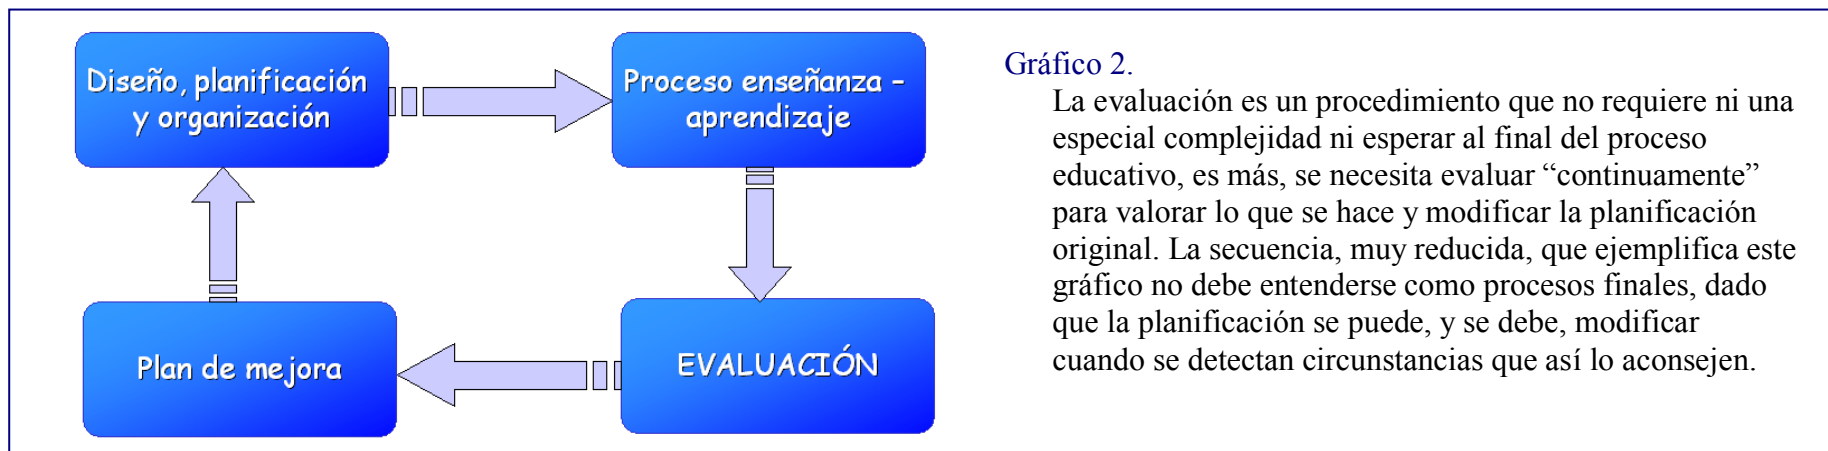 Diseño, planificación
y organización
Proceso enseñanza -
aprendizaje
Plan de mejora
EVALUACIÓN
Gráfico 2.
La evaluación es un procedimiento que no requiere ni una
especial complejidad ni esperar al final del proceso
educativo, es más, se necesita evaluar “continuamente”
para valorar lo que se hace y modificar la planificación
original. La secuencia, muy reducida, que ejemplifica este
gráfico no debe entenderse como procesos finales, dado
que la planificación se puede, y se debe, modificar
cuando se detectan circunstancias que así lo aconsejen.